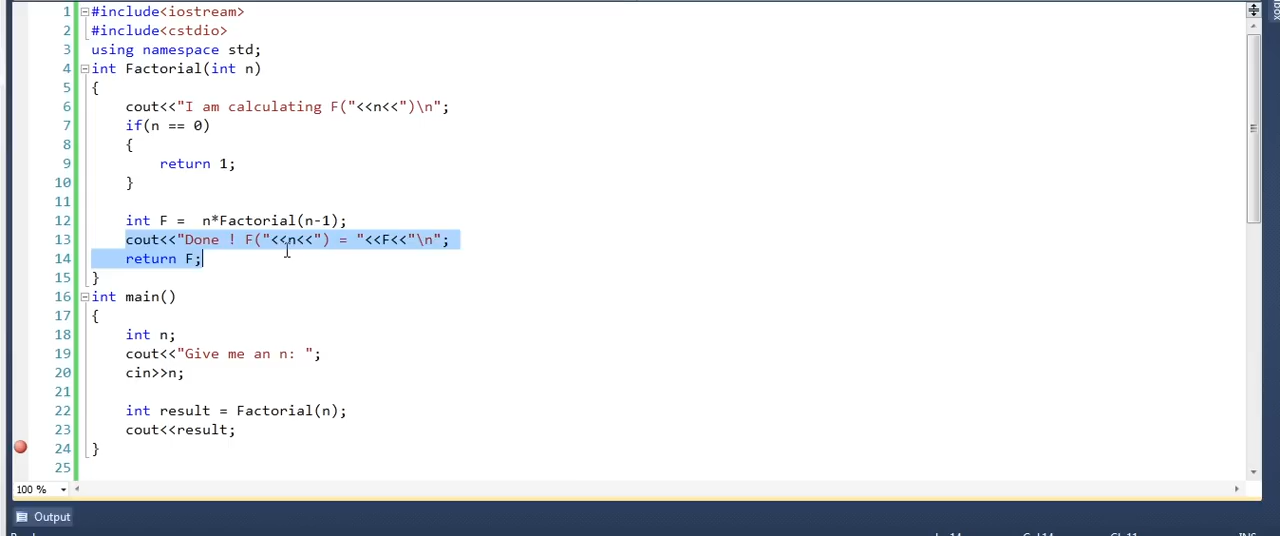 1 #include<iostream>
2 #include<cstdio>
3 using namespace std;
4 int Factorial(int n)
5 {
6     cout<<"I am calculating F("<<n<<")\n";
7     if(n == 0)
8     {
9         return 1;
10     }
11
12     int F =  n*Factorial(n-1);
13     cout<<"Done ! F("<<n<<") = "<<F<<"\n";
14     return F;
15 }
16 int main()
17 {
18     int n;
19     cout<<"Give me an n: ";
20     cin>>n;
21
22     int result = Factorial(n);
23     cout<<result;
24 }
25
100 %
Output